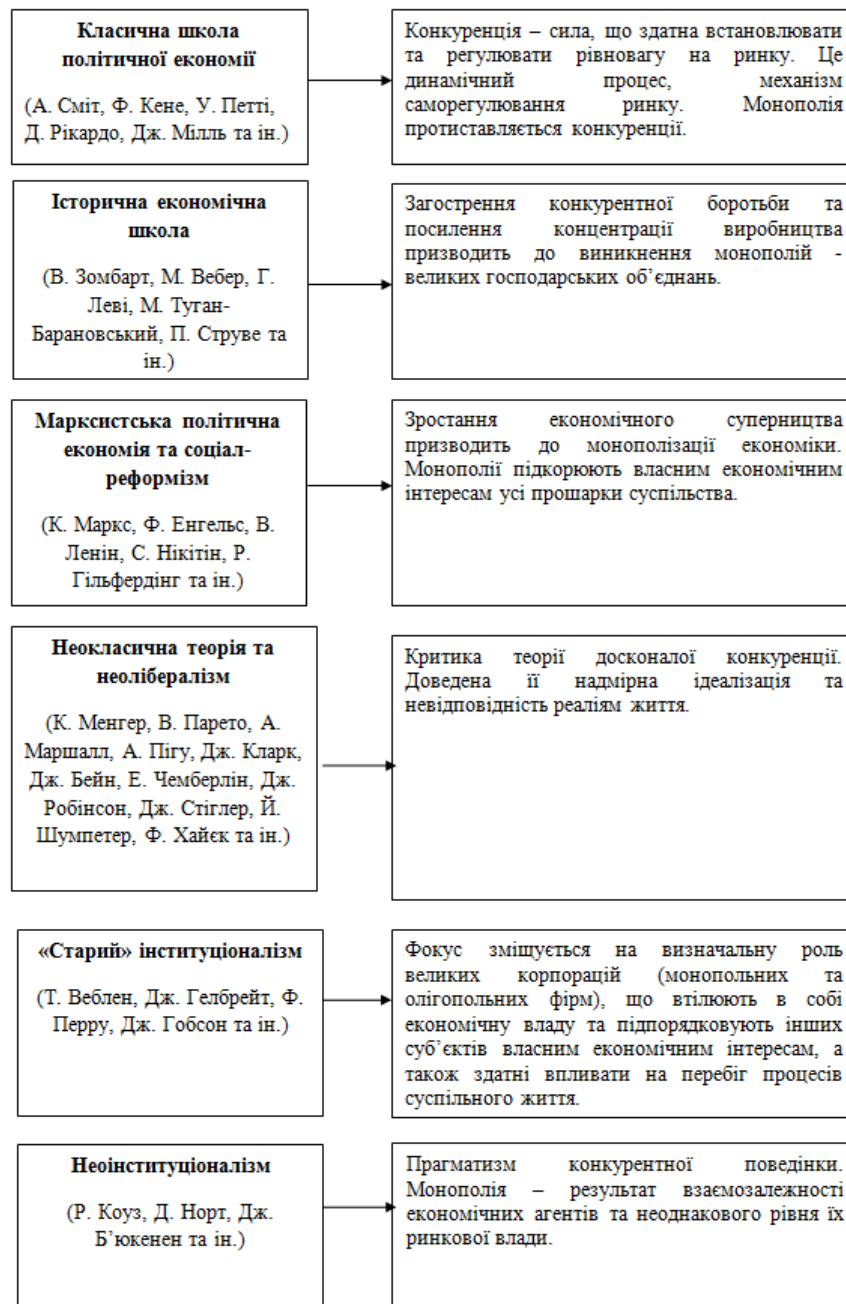 Класична школа
політичної економії
(А. Сміт, Ф. Кене, У. Петті,
Д. Рікардо, Дж. Мілль та ін.)
Конкуренція – сила, що здатна встановлювати
та регулювати рівновагу на ринку. Це
динамічний процес, механізм
саморегулювання ринку. Монополія
протиставляється конкуренції.
Історична економічна
школа
(В. Зомбарт, М. Вебер, Г.
Леві, М. Туган-
Барановський, П. Струве та
ін.)
Загострення конкурентної боротьби та
посилення концентрації виробництва
призводить до виникнення монополій -
великих господарських об’єднань.
Марксистська політична
економія та соціал-
реформізм
(К. Маркс, Ф. Енгельс, В.
Ленін, С. Нікітін, Р.
Гільфердінг та ін.)
Зростання економічного суперництва
призводить до монополізації економіки.
Монополії підкорюють власним економічним
інтересам усі прошарки суспільства.
Неокласична теорія та
неолібералізм
(К. Менгер, В. Парето, А.
Маршалл, А. Пігу, Дж. Кларк,
Дж. Бейн, Е. Чемберлін, Дж.
Робінсон, Дж. Стіглер, Й.
Шумпетер, Ф. Хайєк та ін.)
Критика теорії досконалої конкуренції.
Доведена її надмірна ідеалізація та
невідповідність реаліям життя.
«Старий» інституціоналізм
(Т. Веблен, Дж. Гелбрейт, Ф.
Перру, Дж. Гобсон та ін.)
Фокус зміщується на визначальну роль
великих корпорацій (монопольних та
олігопольних фірм), що втілюють в собі
економічну владу та підпорядковують інших
суб’єктів власним економічним інтересам, а
також здатні впливати на перебіг процесів
суспільного життя.
Неоінституціоналізм
(Р. Коуз, Д. Норт, Дж.
Б’юкенен та ін.)
Прагматизм конкурентної поведінки.
Монополія – результат взаємозалежності
економічних агентів та неоднакового рівня їх
ринкової влади.